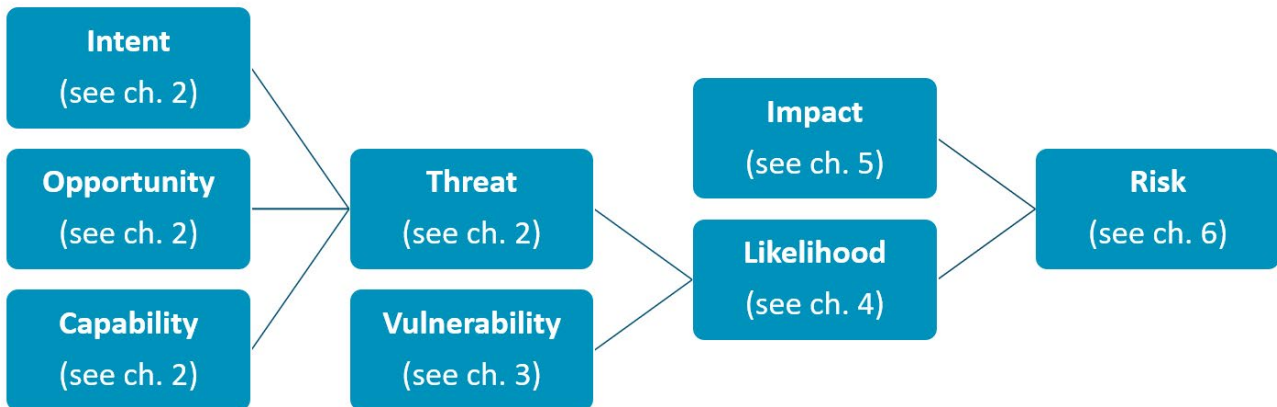 Intent
(see ch. 2)
Opportunity
(see ch. 2)
Capability
(see ch. 2)
Threat
(see ch. 2)
Vulnerability
(see ch. 3)
Impact
(see ch. 5)
Likelihood
(see ch. 4)
Risk
(see ch. 6)